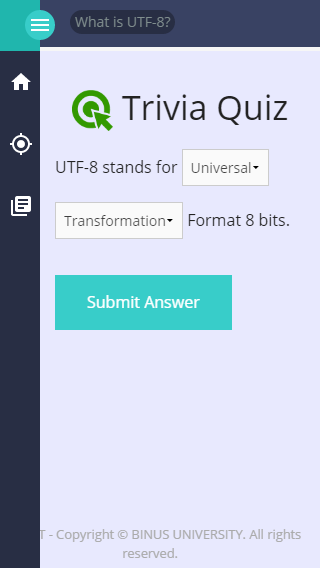 What is UTF-8?
Trivia Quiz
UTF-8 stands for Universal
Transformation Format 8 bits.
Submit Answer
T - Copyright © BINUS UNIVERSITY. All rights
reserved.